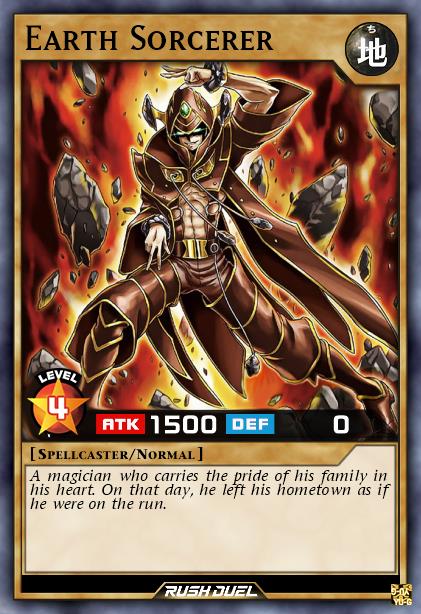 EARTH SORCERER
ち
地
LEVEL
4
ATK 1500 DEF 0
[SPELLCASTER/NORMAL]
A magician who carries the pride of his family in
his heart. On that day, he left his hometown as if
he were on the run.
RUSH DUEL